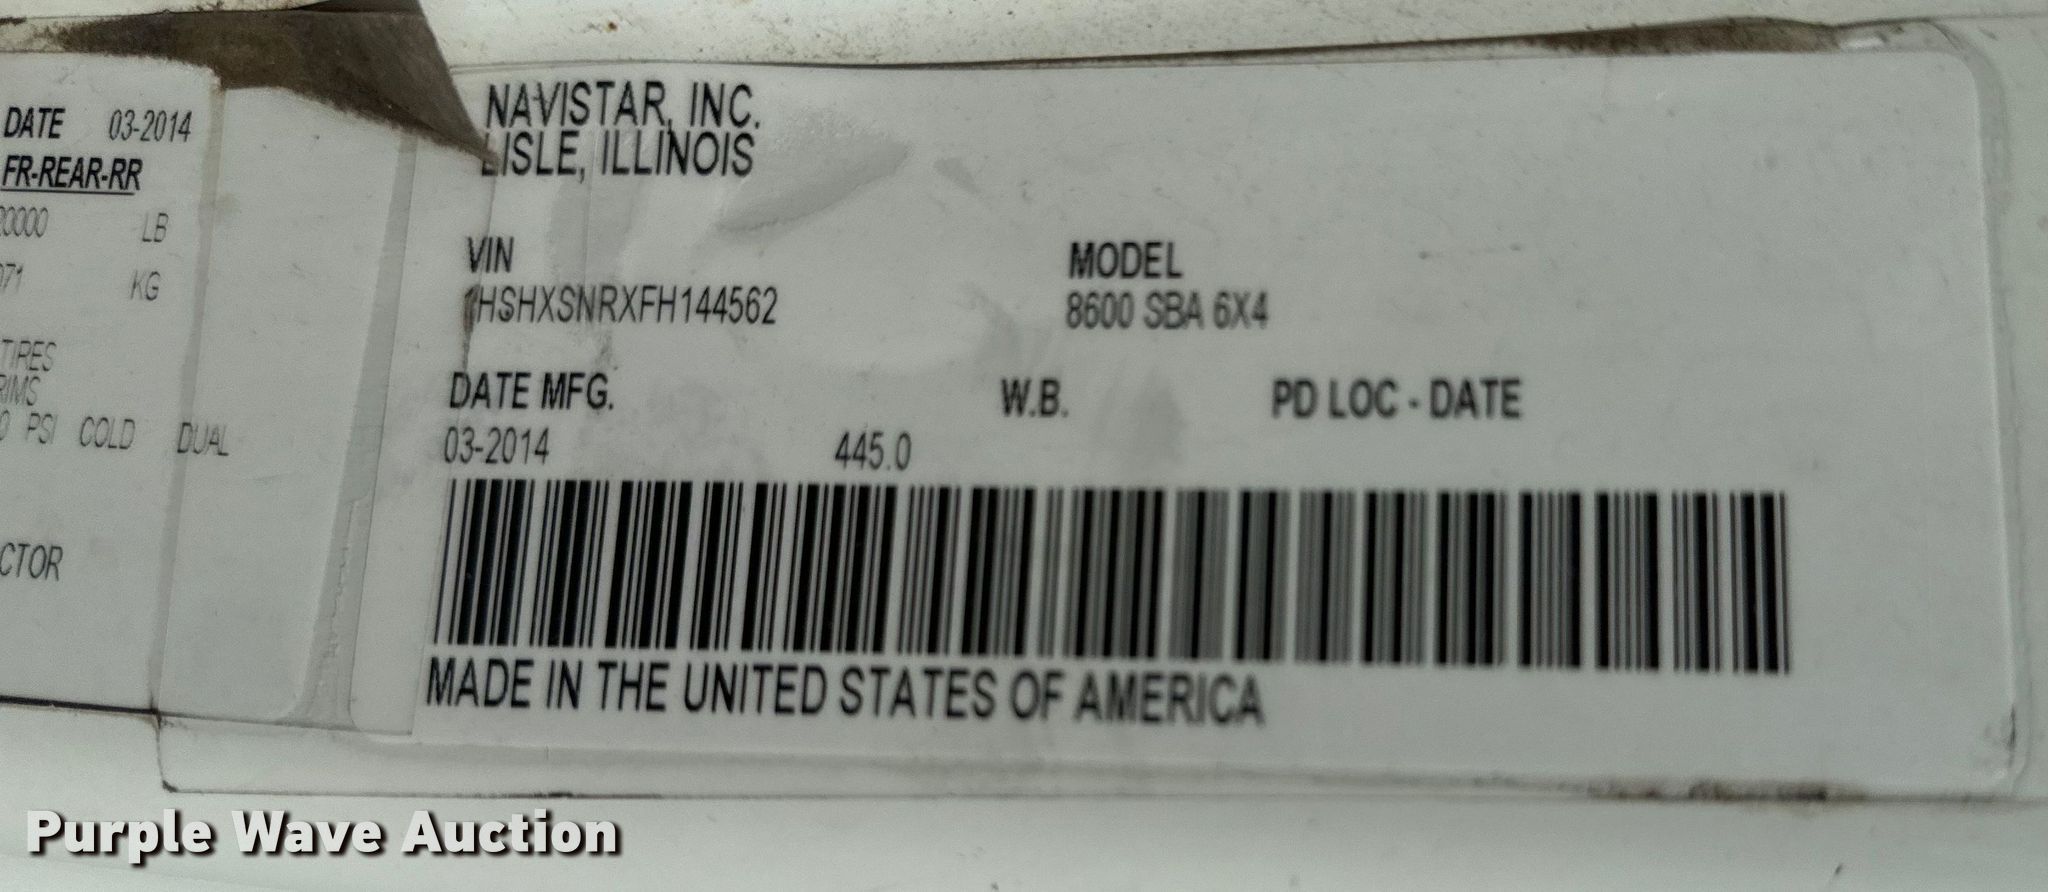 DATE 03-2014
FR-REAR-RR
LB
KG
TIRES
RIMS
PSI COLD DUAL
NAVISTAR, INC.
LISLE, ILLINOIS
VIN
1HSHXSNRXFH144562
MODEL
8600 SBA 6X4
DATE MFG. W.B. PD LOC - DATE
03-2014 445.0
MADE IN THE UNITED STATES OF AMERICA
Purple Wave Auction